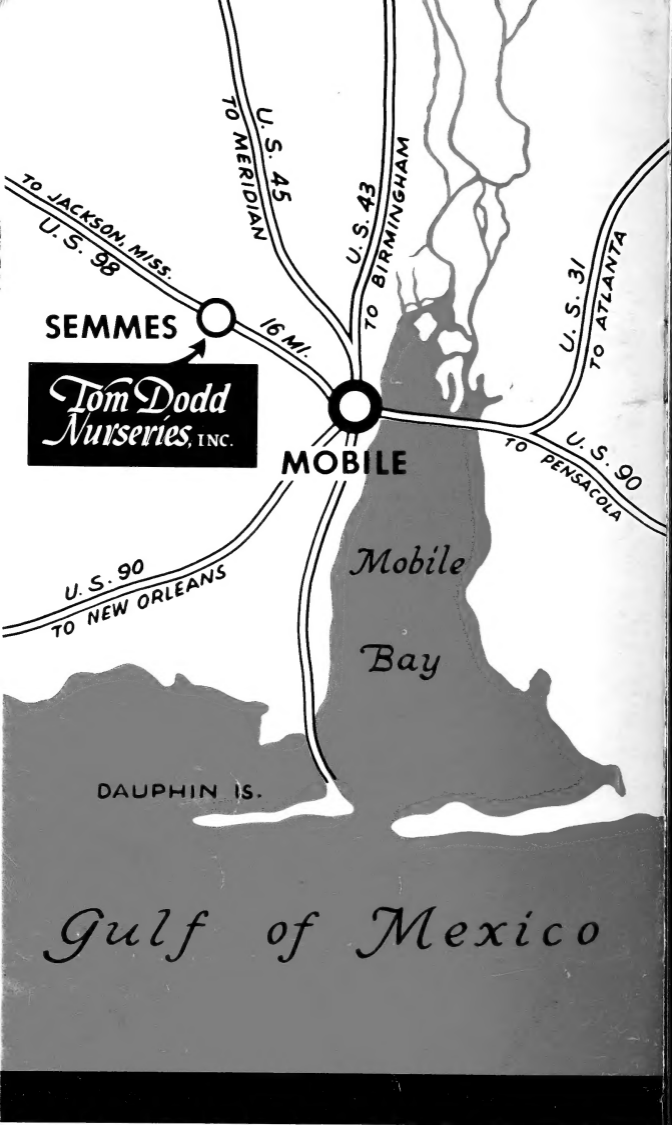 U. S. 45
TO MERIDIAN
U. S. 43
TO BIRMINGHAM
TO JACKSON, MISS.
U. S. 98
U. S. 31
TO ATLANTA
SEMMES
16 MI.
Tom Dodd
Nurseries, INC.
MOBILE
U. S. 90
TO PENSACOLA
U. S. 90
TO NEW ORLEANS
Mobile
Bay
DAUPHIN IS.
Gulf of Mexico